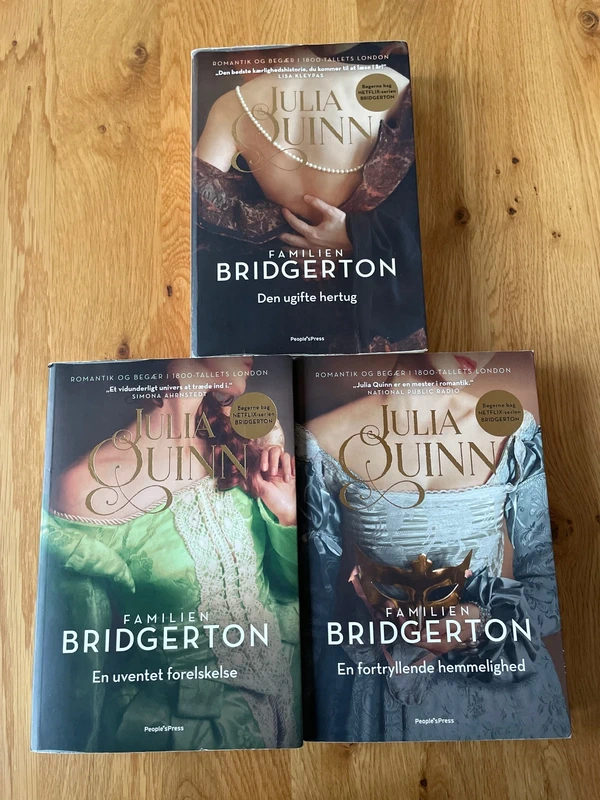 ROMANTIK OG BEGÆR I 1800-TALLETS LONDON
„Den bedste kærlighedshistorie, du kommer til at læse i år!”
LISA KLEYPAS
Bøgerne bag
NETFLIX-serien
BRIDGERTON
JULIA
QUINN
FAMILIEN
BRIDGERTON
Den ugifte hertug
People'sPress
ROMANTIK OG BEGÆR I 1800-TALLETS LONDON
„Et vidunderligt univers at træde ind i.”
SIMONA AHRNSTEDT
Bøgerne bag
NETFLIX-serien
BRIDGERTON
JULIA
QUINN
FAMILIEN
BRIDGERTON
En uventet forelskelse
People'sPress
ROMANTIK OG BEGÆR I 1800-TALLETS LONDON
„Julia Quinn er en mester i romantik.”
NATIONAL PUBLIC RADIO
Bøgerne bag
NETFLIX-serien
BRIDGERTON
JULIA
QUINN
FAMILIEN
BRIDGERTON
En fortryllende hemmelighed
People'sPress